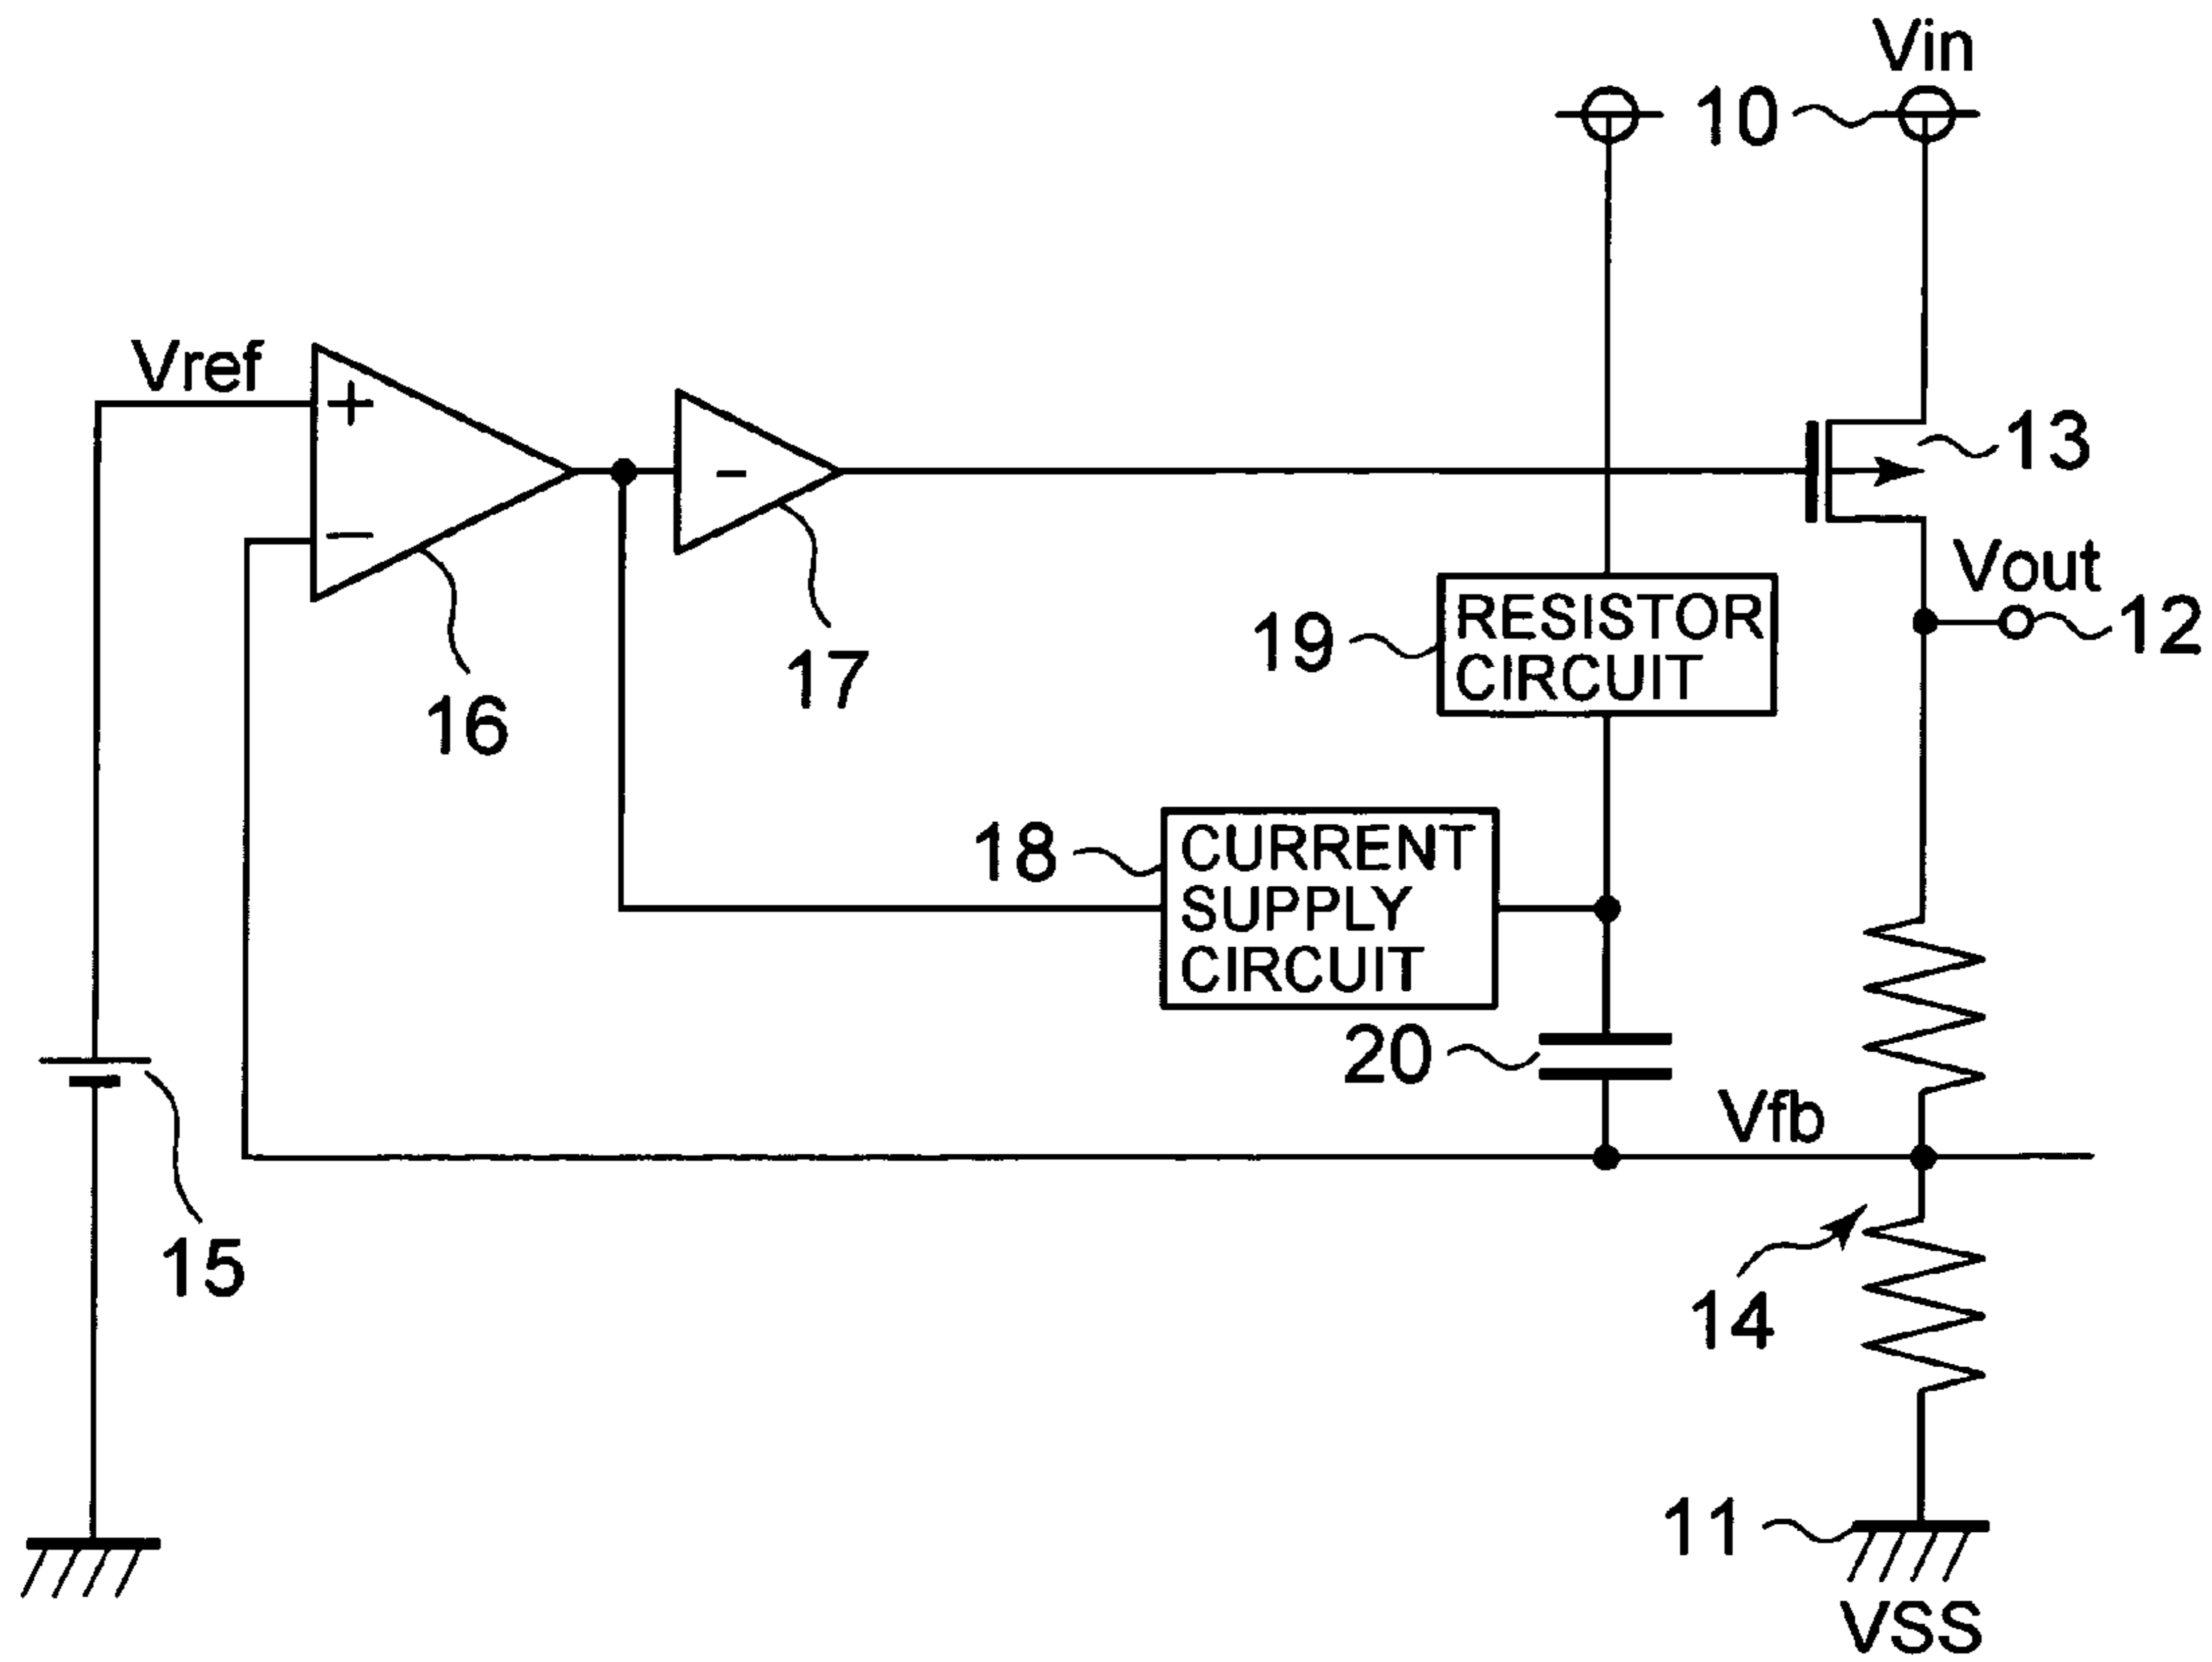 Vin
10
Vref
+
−
-
13
Vout
12
19
RESISTOR
CIRCUIT
17
16
18
CURRENT
SUPPLY
CIRCUIT
20
Vfb
15
14
11
VSS